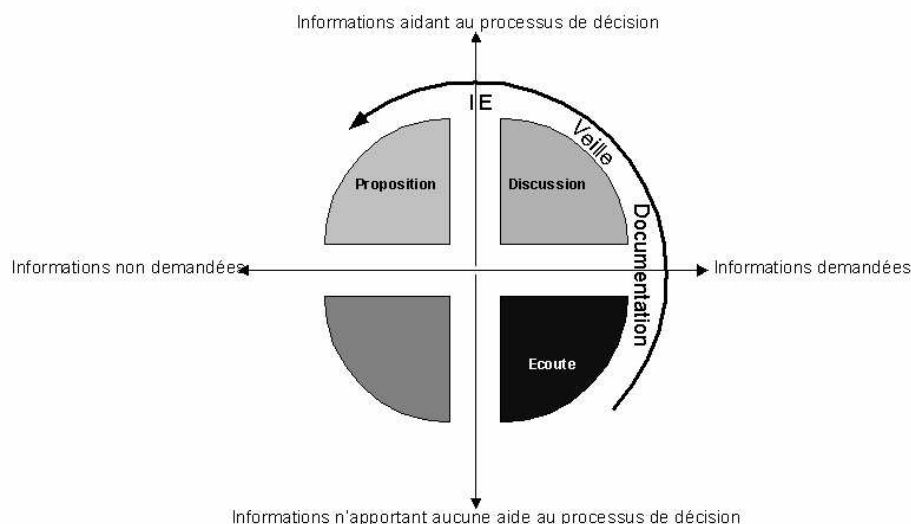 Informations aidant au processus de décision
IE
Veille
Proposition
Discussion
Documentation
Informations non demandées
Informations demandées
Ecoute
Informations n'apportant aucune aide au processus de décision